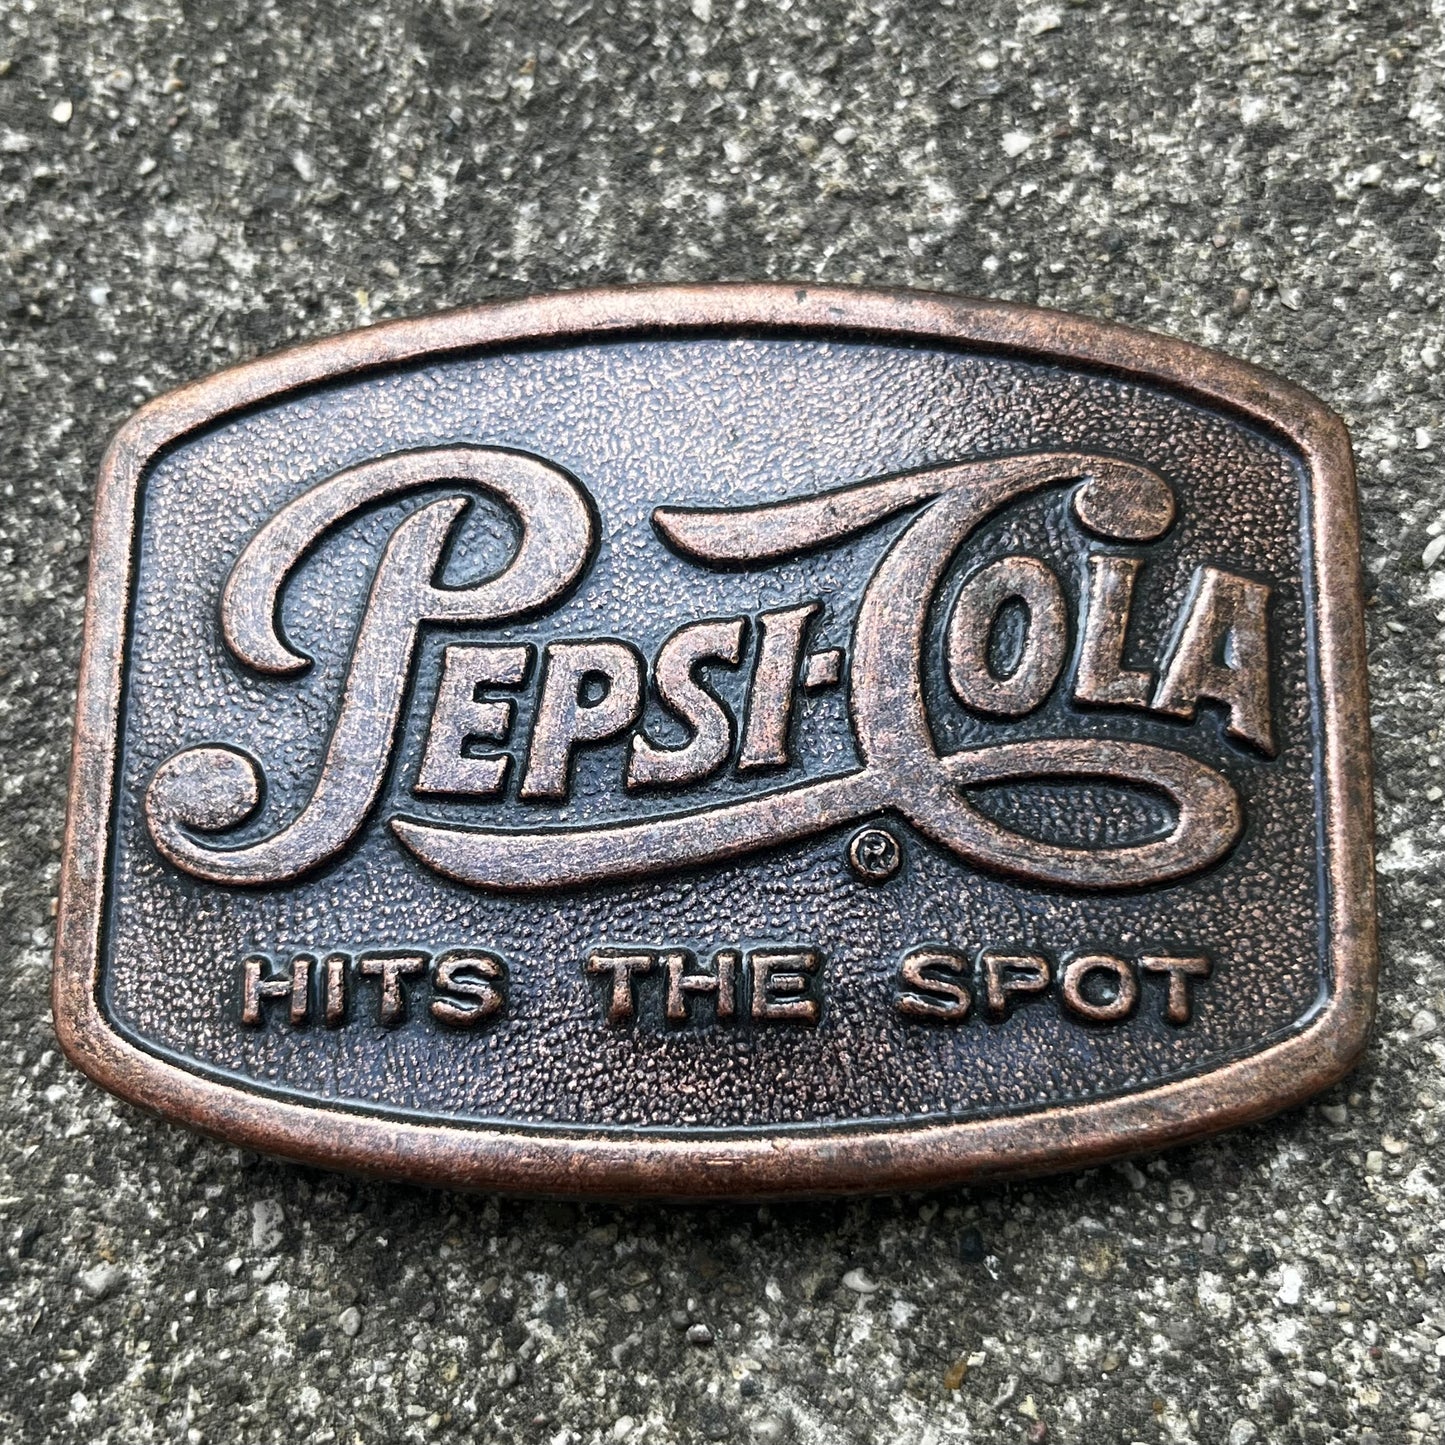 PEPSI-COLA ®
HITS THE SPOT